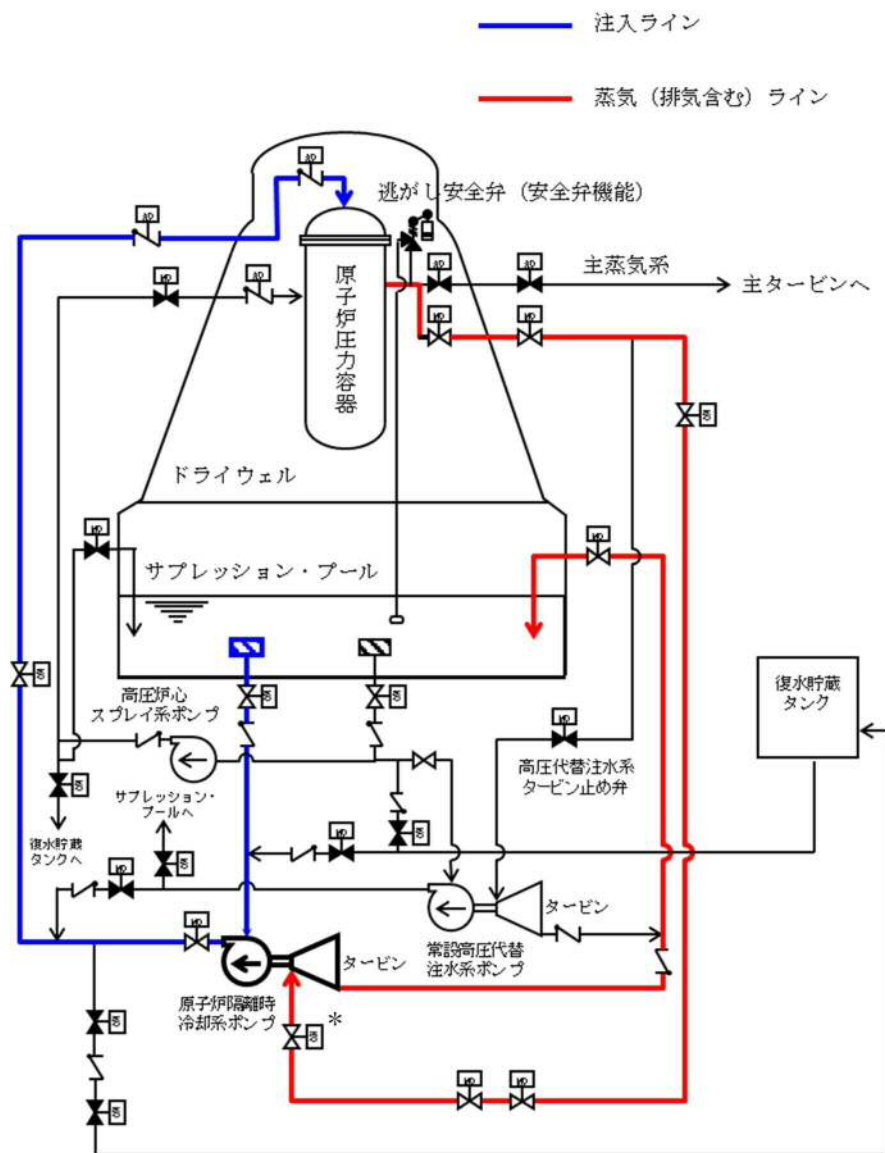 注入ライン
蒸気（排気含む）ライン
AO
逃がし安全弁（安全弁機能）
AO
主蒸気系
主タービンへ
MO
AO
AO
AO
原子炉圧力容器
MO
MO
MO
ドライウェル
MO
MO
サプレッション・プール
MO
MO
MO
高圧炉心
スプレイ系ポンプ
復水貯蔵
タンク
MO
高圧代替注水系
タービン止め弁
MO
サプレッション・
プールへ
復水貯蔵
タンクへ
MO
MO
MO
MO
タービン
常設高圧代替
注水系ポンプ
MO
タービン
原子炉隔離時
冷却系ポンプ
MO
＊
MO
MO
MO
MO